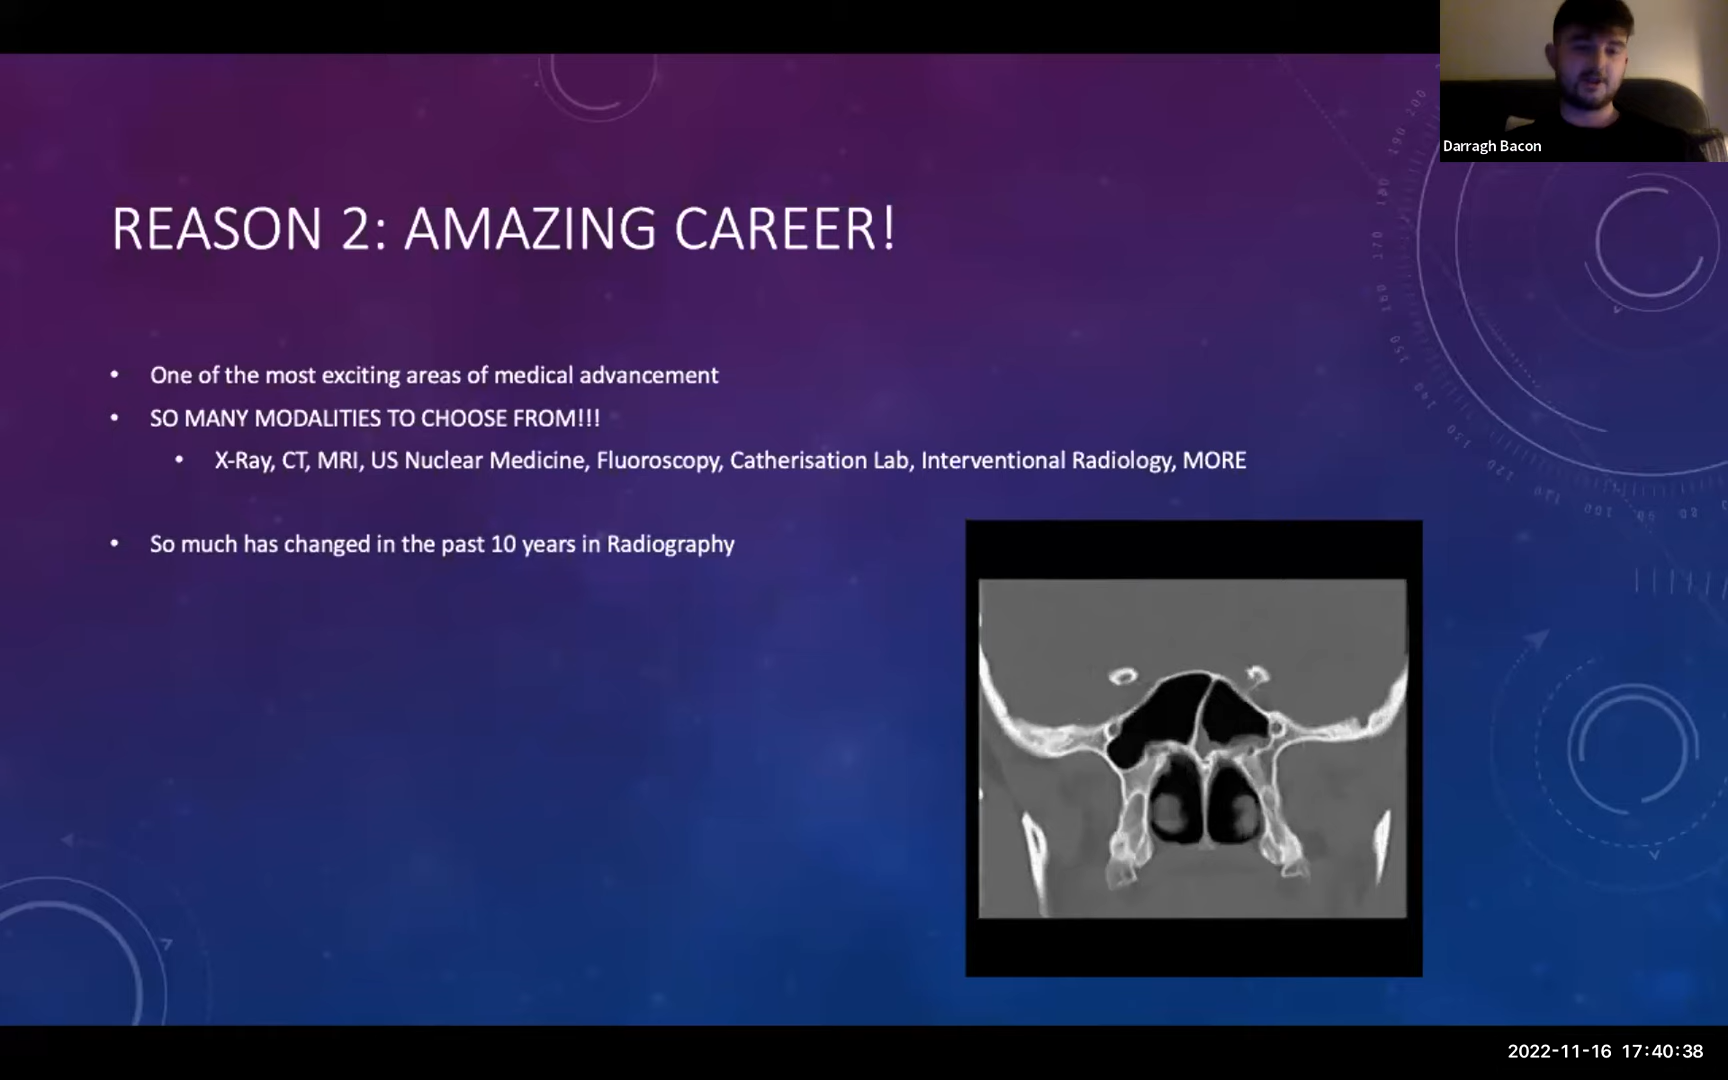 Darragh Bacon
REASON 2: AMAZING CAREER!
• One of the most exciting areas of medical advancement
• SO MANY MODALITIES TO CHOOSE FROM!!!
• X-Ray, CT, MRI, US Nuclear Medicine, Fluoroscopy, Catherisation Lab, Interventional Radiology, MORE
• So much has changed in the past 10 years in Radiography
2022-11-16 17:40:38